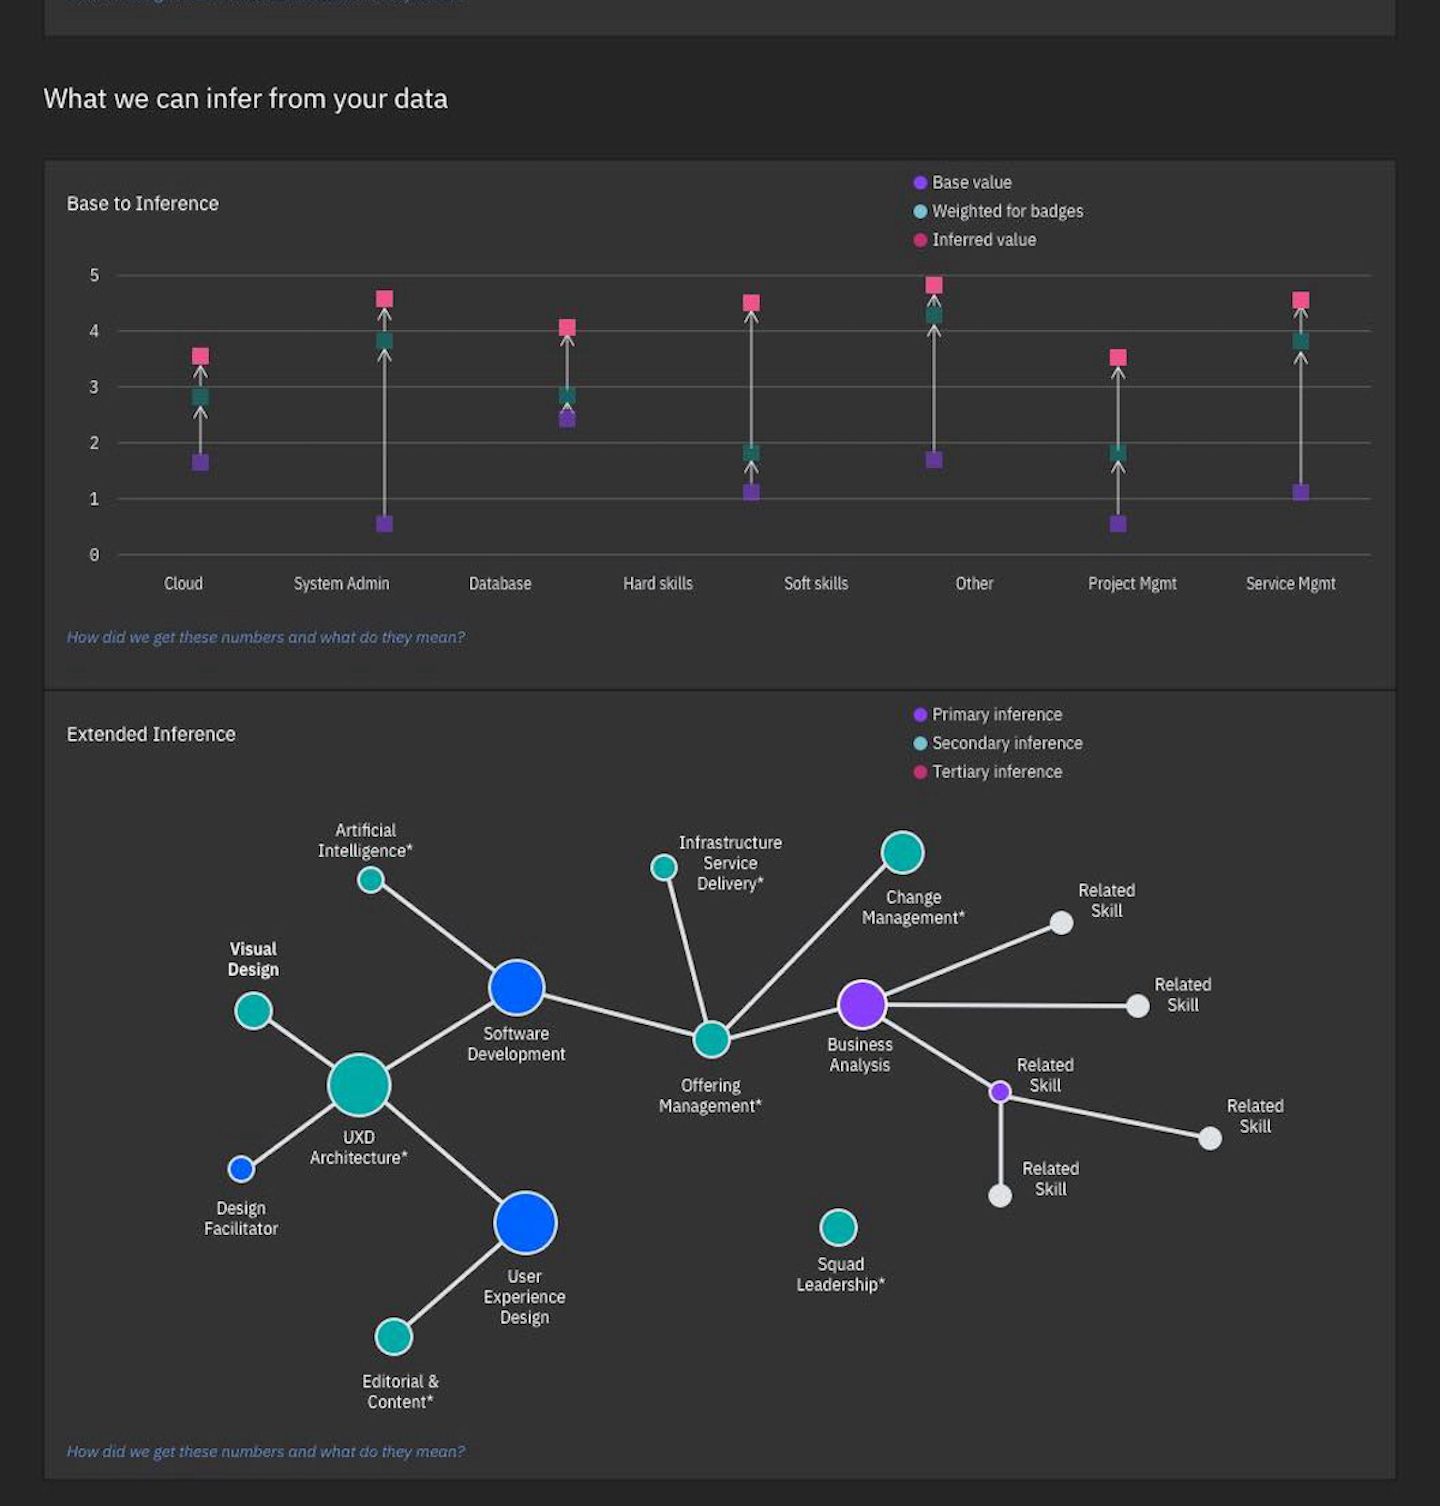 What we can infer from your data
Base to Inference
Base value
Weighted for badges
Inferred value
5
4
3
2
1
0
Cloud
System Admin
Database
Hard skills
Soft skills
Other
Project Mgmt
Service Mgmt
How did we get these numbers and what do they mean?
Extended Inference
Primary inference
Secondary inference
Tertiary inference
Artificial
Intelligence*
Infrastructure
Service
Delivery*
Change
Management*
Related
Skill
Visual
Design
Related
Skill
Software
Development
Business
Analysis
Related
Skill
Offering
Management*
Related
Skill
UXD
Architecture*
Related
Skill
Design
Facilitator
Squad
Leadership*
User
Experience
Design
Editorial &
Content*
How did we get these numbers and what do they mean?